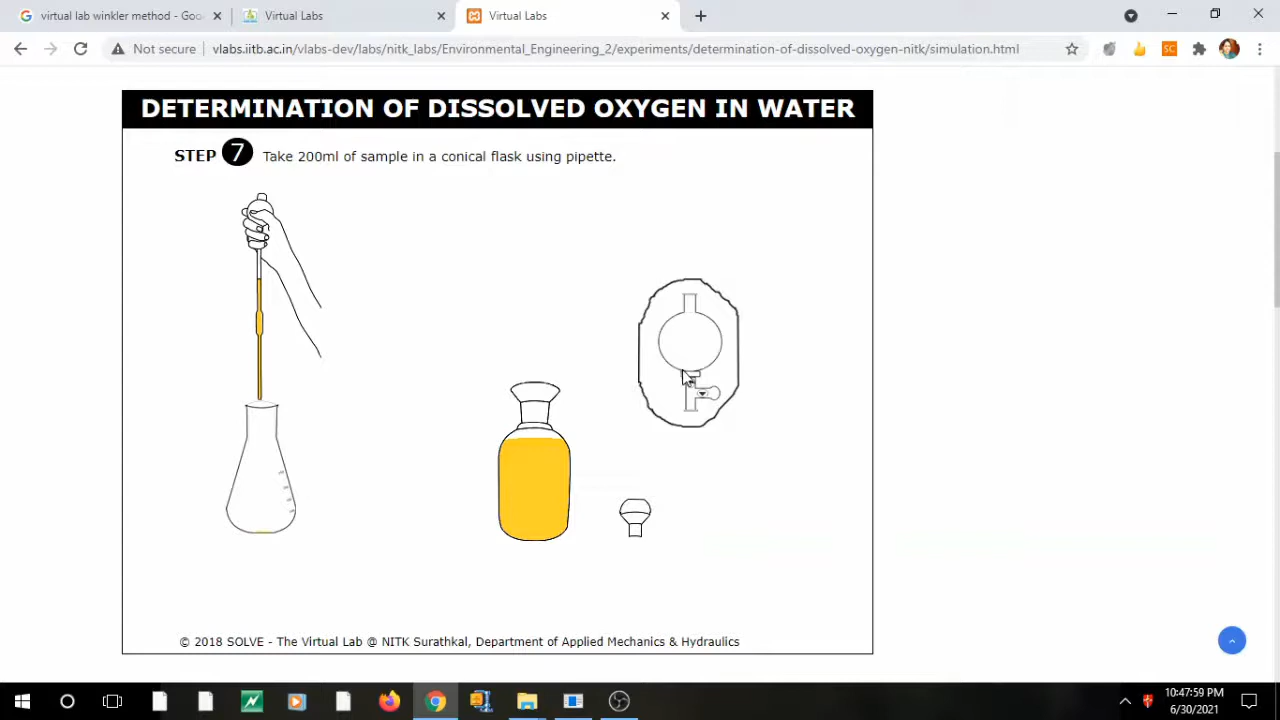 virtual lab winkler method - Goo
Virtual Labs
Virtual Labs
Not secure
vlabs.iitb.ac.in/vlabs-dev/labs/nitk_labs/Environmental_Engineering_2/experiments/determination-of-dissolved-oxygen-nitk/simulation.html
SC
DETERMINATION OF DISSOLVED OXYGEN IN WATER
STEP 7 Take 200ml of sample in a conical flask using pipette.
© 2018 SOLVE - The Virtual Lab @ NITK Surathkal, Department of Applied Mechanics & Hydraulics
10:47:59 PM
6/30/2021